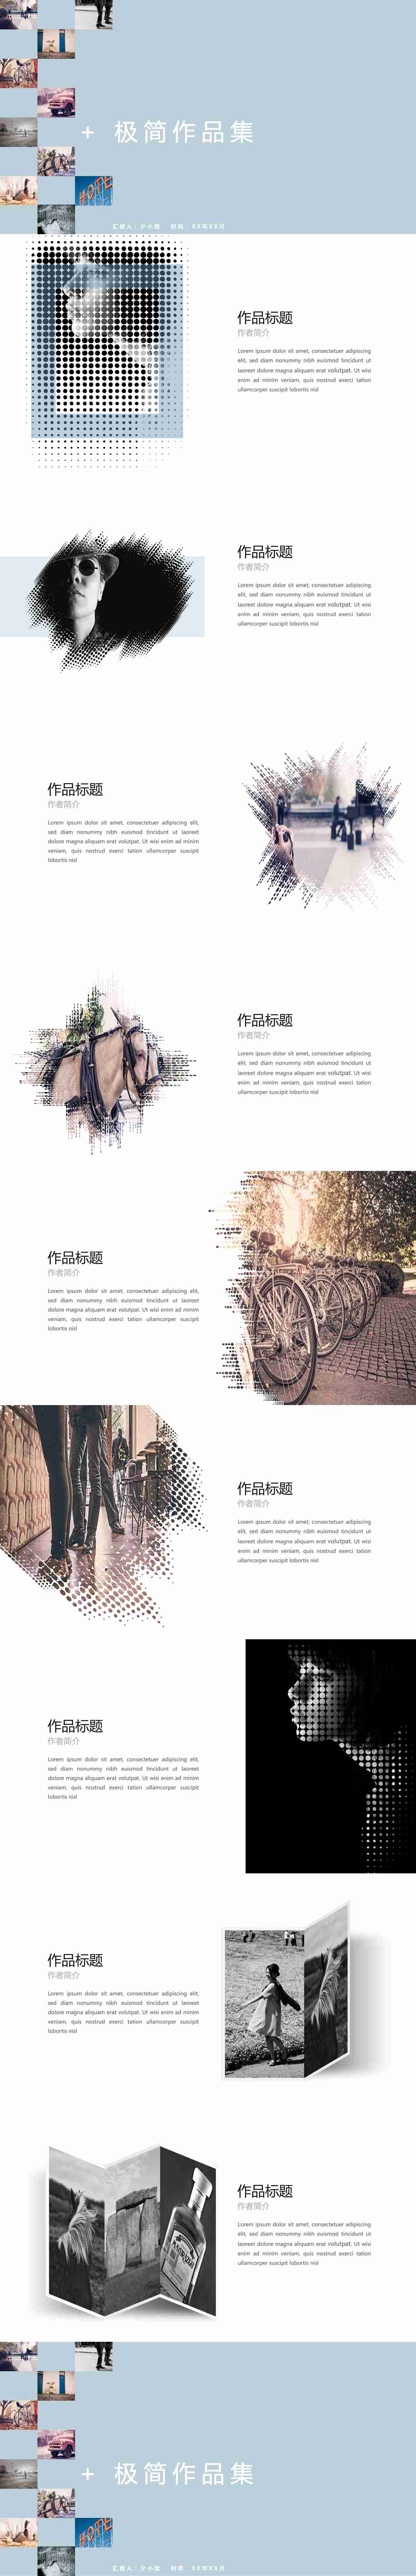 + 极简作品集
汇报人：夕小敖 时间：XX年XX月
作品标题
作者简介
Lorem ipsum dolor sit amet, consectetuer adipiscing
elit, sed diam nonummy nibh euismod tincidunt ut
laoreet dolore magna aliquam erat volutpat. Ut wisi
enim ad minim veniam, quis nostrud exerci tation
ullamcorper suscipit lobortis nisl
作品标题
作者简介
Lorem ipsum dolor sit amet, consectetuer adipiscing
elit, sed diam nonummy nibh euismod tincidunt ut
laoreet dolore magna aliquam erat volutpat. Ut wisi
enim ad minim veniam, quis nostrud exerci tation
ullamcorper suscipit lobortis nisl
作品标题
作者简介
Lorem ipsum dolor sit amet, consectetuer adipiscing elit,
sed diam nonummy nibh euismod tincidunt ut laoreet
dolore magna aliquam erat volutpat. Ut wisi enim ad minim
veniam, quis nostrud exerci tation ullamcorper suscipit
lobortis nisl
作品标题
作者简介
Lorem ipsum dolor sit amet, consectetuer adipiscing
elit, sed diam nonummy nibh euismod tincidunt ut
laoreet dolore magna aliquam erat volutpat. Ut wisi
enim ad minim veniam, quis nostrud exerci tation
ullamcorper suscipit lobortis nisl
作品标题
作者简介
Lorem ipsum dolor sit amet, consectetuer adipiscing elit,
sed diam nonummy nibh euismod tincidunt ut laoreet
dolore magna aliquam erat volutpat. Ut wisi enim ad minim
veniam, quis nostrud exerci tation ullamcorper suscipit
lobortis nisl
作品标题
作者简介
Lorem ipsum dolor sit amet, consectetuer adipiscing
elit, sed diam nonummy nibh euismod tincidunt ut
laoreet dolore magna aliquam erat volutpat. Ut wisi
enim ad minim veniam, quis nostrud exerci tation
ullamcorper suscipit lobortis nisl
作品标题
作者简介
Lorem ipsum dolor sit amet, consectetuer adipiscing elit,
sed diam nonummy nibh euismod tincidunt ut laoreet
dolore magna aliquam erat volutpat. Ut wisi enim ad minim
veniam, quis nostrud exerci tation ullamcorper suscipit
lobortis nisl
作品标题
作者简介
Lorem ipsum dolor sit amet, consectetuer adipiscing elit,
sed diam nonummy nibh euismod tincidunt ut laoreet
dolore magna aliquam erat volutpat. Ut wisi enim ad minim
veniam, quis nostrud exerci tation ullamcorper suscipit
lobortis nisl
作品标题
作者简介
Lorem ipsum dolor sit amet, consectetuer adipiscing
elit, sed diam nonummy nibh euismod tincidunt ut
laoreet dolore magna aliquam erat volutpat. Ut wisi
enim ad minim veniam, quis nostrud exerci tation
ullamcorper suscipit lobortis nisl
+ 极简作品集
汇报人：夕小敖 时间：XX年XX月